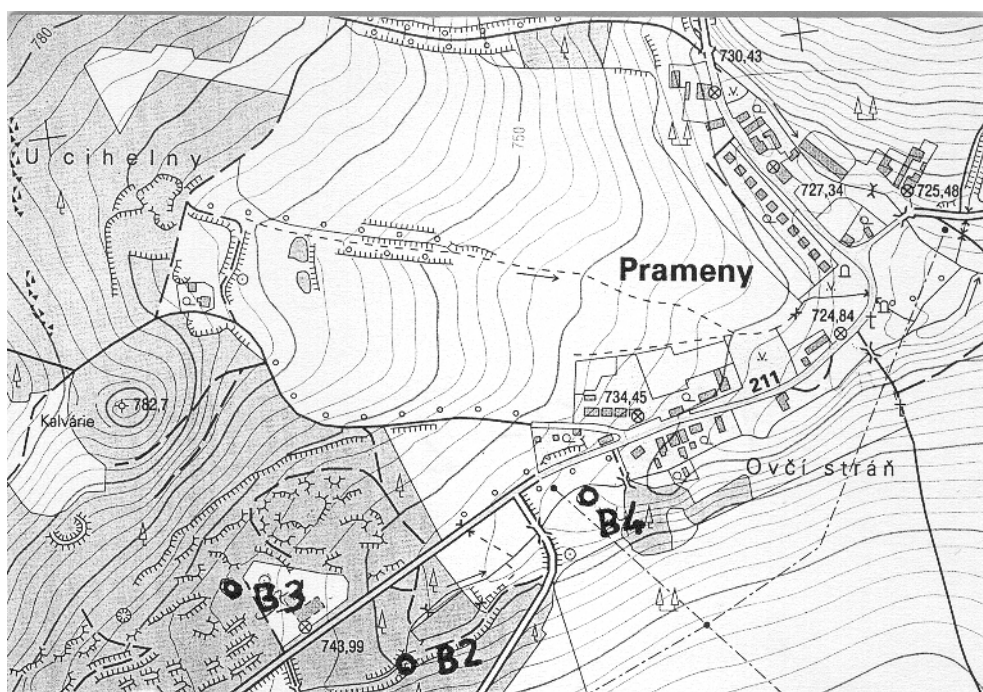 780
730,43
U cihelny
750
727,34
725,48
Prameny
724,84
211
734,45
782,7
Kalvárie
Ovčí stráň
B4
B3
743,99
B2